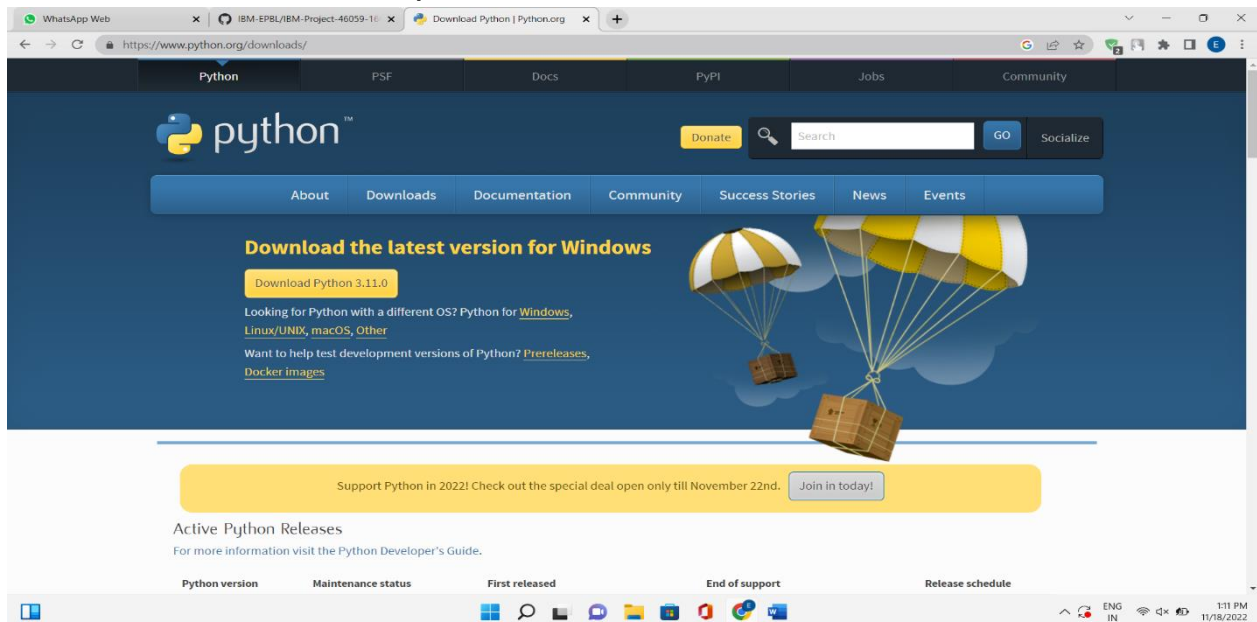 WhatsApp Web
IBM-EPBL/IBM-Project-46059-16
Download Python | Python.org
https://www.python.org/downloads/
2
E
Python PSF Docs PyPI Jobs Community
python™
Donate Search GO Socialize
About Downloads Documentation Community Success Stories News Events
Download the latest version for Windows
Download Python 3.11.0
Looking for Python with a different OS? Python for Windows,
Linux/UNIX, macOS, Other
Want to help test development versions of Python? Prereleases,
Docker images
Support Python in 2022! Check out the special deal open only till November 22nd. Join in today!
Active Python Releases
For more information visit the Python Developer's Guide.
Python version Maintenance status First released End of support Release schedule
ENG
IN
1:11 PM
11/18/2022